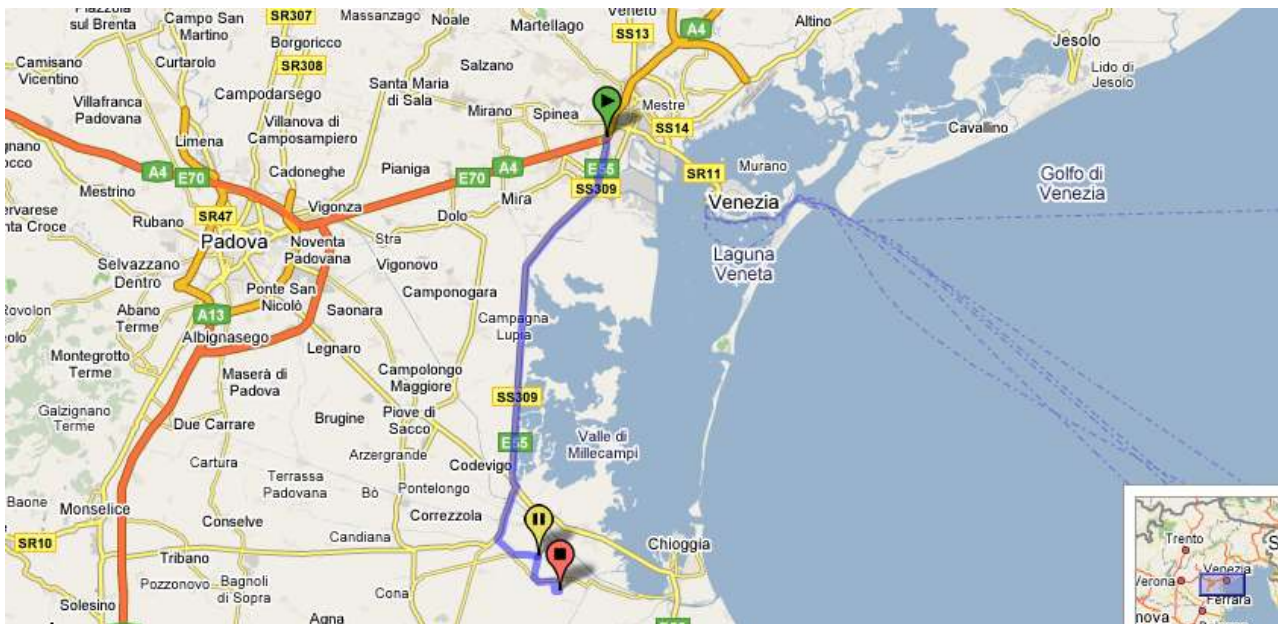 sul Brenta
Campo San
Martino
SR307
Massanzago
Noale
Martellago
Veneto
SS13
A4
Altino
Jesolo
Lido di
Jesolo
Camisano
Vicentino
Curtarolo
Borgoricco
SR308
Salzano
Santa Maria
di Sala
Villafranca
Padovana
Campodarsego
Mirano
Spinea
Mestre
SS14
Cavallino
Limena
Villanova di
Camposampiero
A4
E70
Cadoneghe
Pianiga
E70
A4
E55
SS309
SR11
Murano
Golfo di
Venezia
Mestrino
Rubano
SR47
Vigonza
Dolo
Mira
Venezia
Padova
Noventa
Padovana
Stra
Vigonovo
Laguna
Veneta
Selvazzano
Dentro
Ponte San
Nicolò
Camponogara
Abano
Terme
A13
Saonara
Campagna
Lupia
Albignasego
Legnaro
Montegrotto
Terme
Maserà di
Padova
Campolongo
Maggiore
SS309
Galzignano
Terme
Due Carrare
Brugine
Piove di
Sacco
E55
Valle di
Millecampi
Cartura
Arzergrande
Codevigo
Terrassa
Padovana
Bò
Pontelongo
Baone
Monselice
Conselve
Correzzola
SR10
Candiana
Chioggia
Tribano
Pozzonovo
Bagnoli
di Sopra
Cona
Solesino
Agna
Trento
Venezia
Ferrara